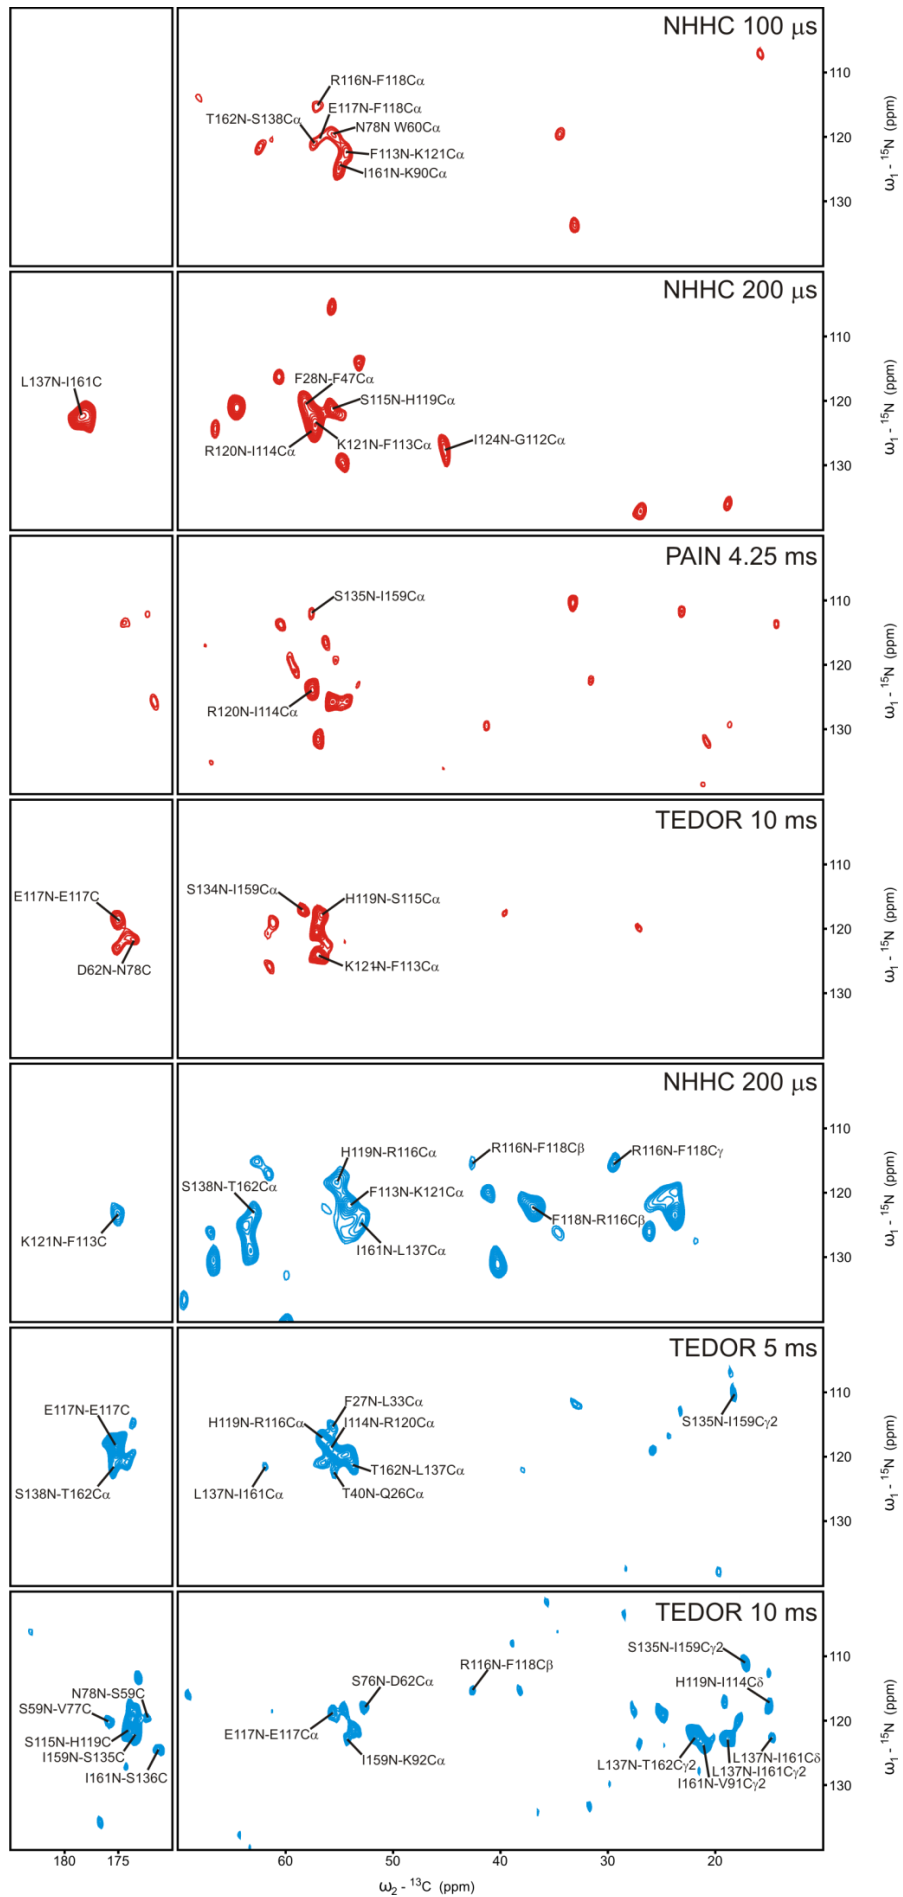 NHHC 100 μs
R116N-F118Cα
E117N-F118Cα
T162N-S138Cα
N78N W60Cα
F113N-K121Cα
I161N-K90Cα
110
120
130
ω₁ - ¹⁵N (ppm)
NHHC 200 μs
L137N-I161C
F28N-F47Cα
S115N-H119Cα
R120N-I114Cα
K121N-F113Cα
I124N-G112Cα
110
120
130
ω₁ - ¹⁵N (ppm)
PAIN 4.25 ms
S135N-I159Cα
R120N-I114Cα
110
120
130
ω₁ - ¹⁵N (ppm)
TEDOR 10 ms
E117N-E117C
D62N-N78C
S134N-I159Cα
H119N-S115Cα
K121N-F113Cα
110
120
130
ω₁ - ¹⁵N (ppm)
NHHC 200 μs
K121N-F113C
H119N-R116Cα
S138N-T162Cα
F113N-K121Cα
I161N-L137Cα
R116N-F118Cβ
R116N-F118Cγ
F118N-R116Cβ
110
120
130
ω₁ - ¹⁵N (ppm)
TEDOR 5 ms
E117N-E117C
S138N-T162Cα
F27N-L33Cα
H119N-R116Cα
I114N-R120Cα
T162N-L137Cα
L137N-I161Cα
T40N-Q26Cα
S135N-I159Cγ2
110
120
130
ω₁ - ¹⁵N (ppm)
TEDOR 10 ms
N78N-S59C
S59N-V77C
S115N-H119C
I159N-S135C
I161N-S136C
R116N-F118Cβ
S76N-D62Cα
E117N-E117Cα
I159N-K92Cα
S135N-I159Cγ2
H119N-I114Cδ
L137N-I161Cδ
L137N-T162Cγ2
L137N-I161Cγ2
I161N-V91Cγ2
110
120
130
ω₁ - ¹⁵N (ppm)
180
175
60
50
40
30
20
ω₂ - ¹³C (ppm)